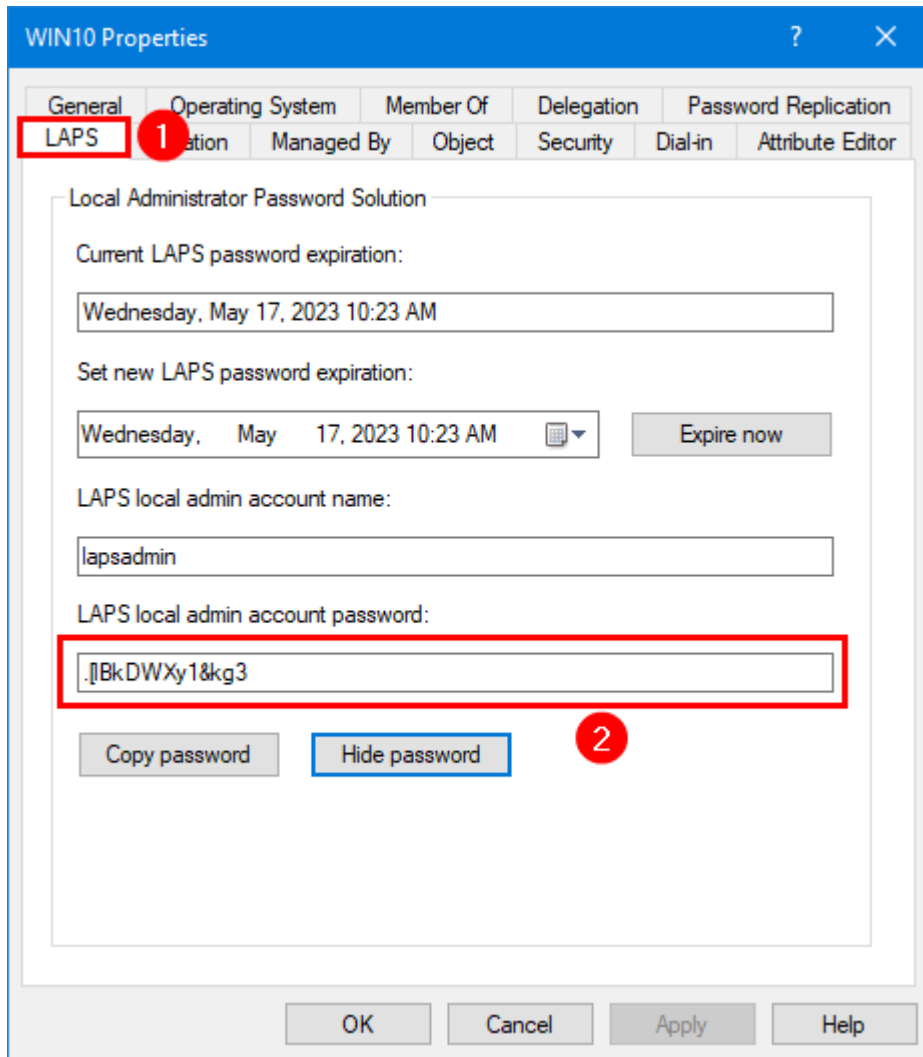 WIN10 Properties ? ✕
General Operating System Member Of Delegation Password Replication
LAPS 1 ation Managed By Object Security Dial-in Attribute Editor
Local Administrator Password Solution
Current LAPS password expiration:
Wednesday, May 17, 2023 10:23 AM
Set new LAPS password expiration:
Wednesday, May 17, 2023 10:23 AM Expire now
LAPS local admin account name:
lapsadmin
LAPS local admin account password:
2
Copy password Hide password
OK Cancel Apply Help